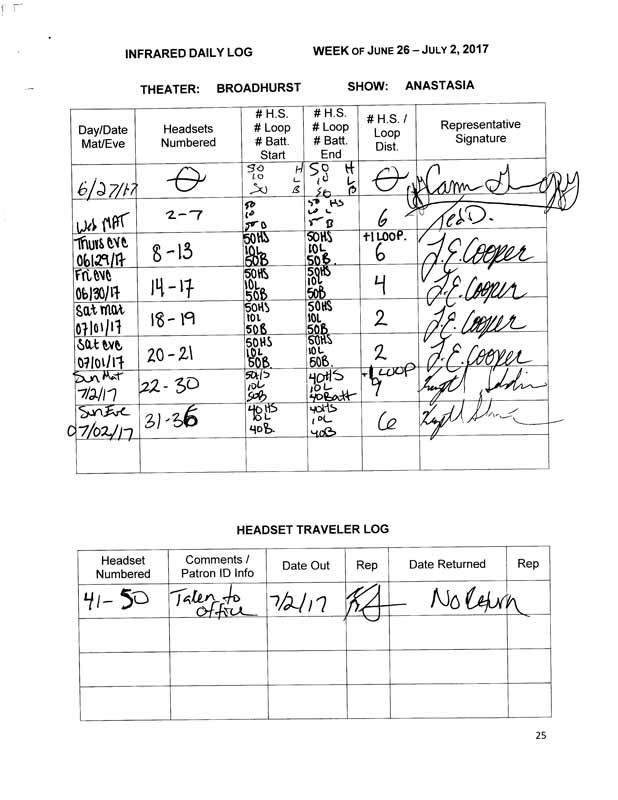 INFRARED DAILY LOG WEEK OF JUNE 26 – JULY 2, 2017
THEATER: BROADHURST SHOW: ANASTASIA
Day/Date
Mat/Eve
Headsets
Numbered
# H.S.
# Loop
# Batt.
Start
# H.S.
# Loop
# Batt.
End
# H.S. /
Loop
Dist.
Representative
Signature
6/27/17
50 H
10 L
50 B
50 H
10 L
50 B
Wed MAT
2-7
50
10
50 B
50 HS
10 L
50 B
6
Ted D.
Thurs eve
06/29/17
8-13
50HS
10L
50B
50HS
10L
50B.
+1 LOOP.
6
J.E. Cooper
Fri eve
06/30/17
14-17
50HS
10L
50B
50HS
10L
50B
4
J.E. Cooper
Sat mat
07/01/17
18-19
50HS
10L
50B
50HS
10L
50B
2
J.E. Cooper
Sat eve
07/01/17
20-21
50HS
10L
50B
50HS
10L
50B.
2
J.E. Cooper
Sun Mat
7/2/17
22-30
50HS
10L
50B
40HS
10L
40Batt
+1 LOOP
9
Sun Eve
07/02/17
31-36
40HS
10L
40B.
40HS
10L
40B
6
HEADSET TRAVELER LOG
Headset
Numbered
Comments /
Patron ID Info
Date Out
Rep
Date Returned
Rep
41-50
Taken to
office
7/2/17
No Return
25